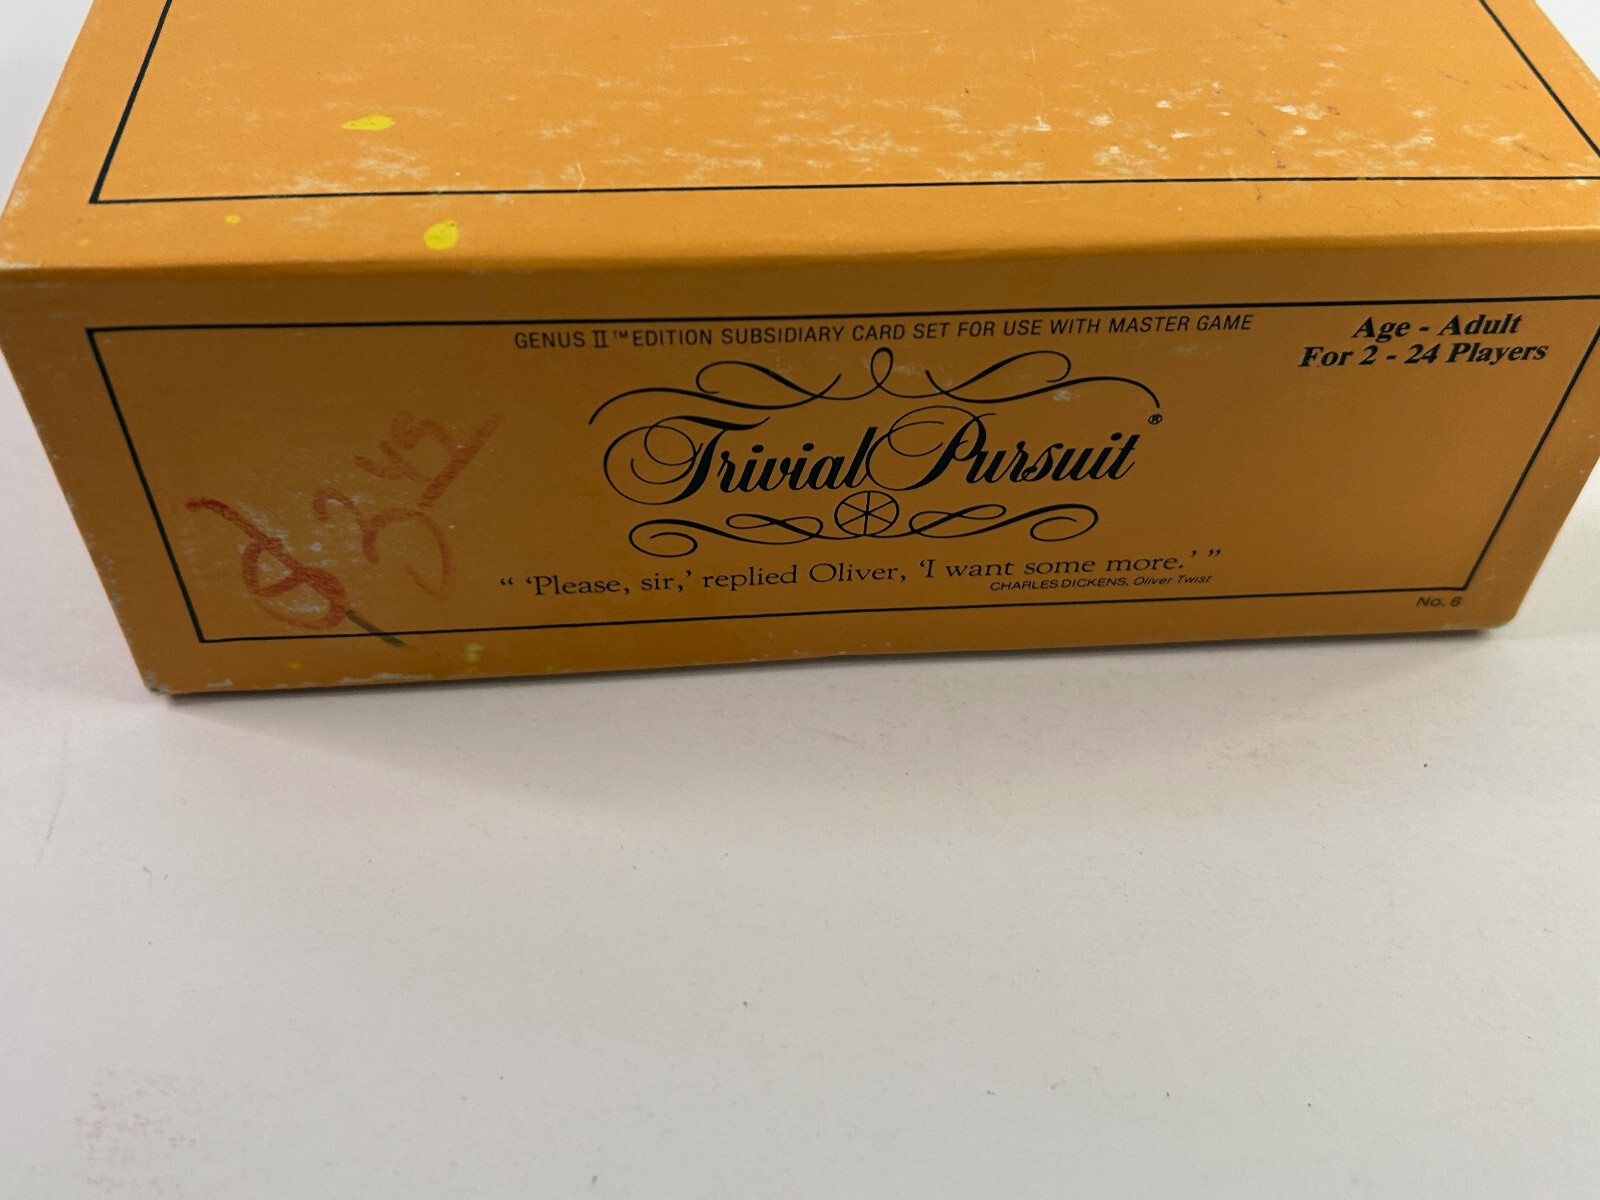 GENUS II™ EDITION SUBSIDIARY CARD SET FOR USE WITH MASTER GAME
Age - Adult
For 2 - 24 Players
Trivial Pursuit®
“ ‘Please, sir,’ replied Oliver, ‘I want some more.’ ”
CHARLES DICKENS, Oliver Twist
No. 6